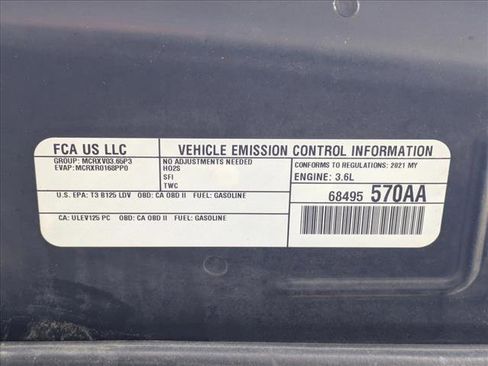 FCA US LLC
VEHICLE EMISSION CONTROL INFORMATION
GROUP: MCRXV03.65P3
EVAP: MCRXR0168PP0
NO ADJUSTMENTS NEEDED
HO2S
SFI
TWC
CONFORMS TO REGULATIONS: 2021 MY
ENGINE: 3.6L
U.S. EPA: T3 B125 LDV OBD: CA OBD II FUEL: GASOLINE
68495 570AA
CA: ULEV125 PC OBD: CA OBD II FUEL: GASOLINE